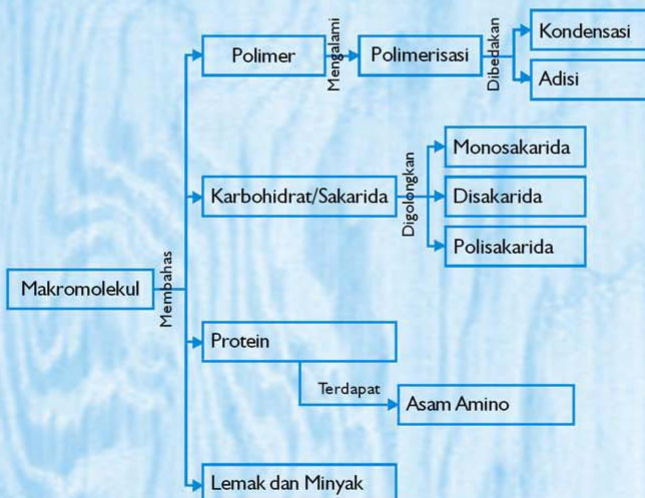 Makromolekul
Membahas
Polimer
Mengalami
Polimerisasi
Dibedakan
Kondensasi
Adisi
Karbohidrat/Sakarida
Digolongkan
Monosakarida
Disakarida
Polisakarida
Protein
Terdapat
Asam Amino
Lemak dan Minyak